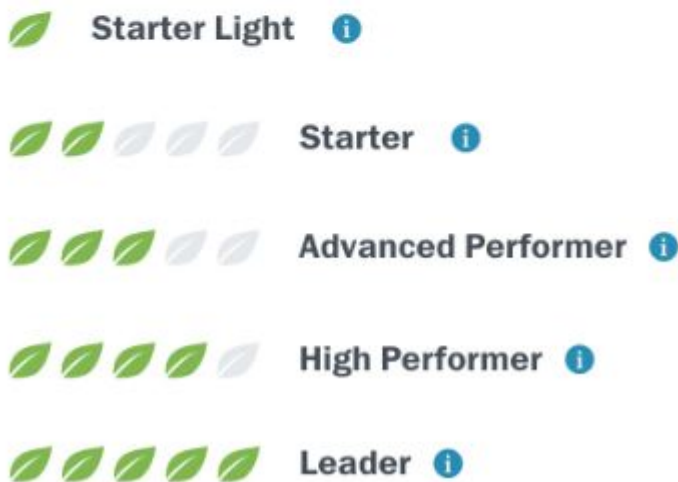 Starter Light i
Starter i
Advanced Performer i
High Performer i
Leader i